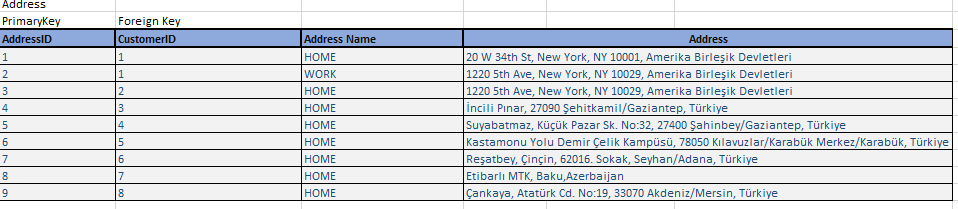 Address
PrimaryKey Foreign Key
AddressID CustomerID Address Name Address
1 1 HOME 20 W 34th St, New York, NY 10001, Amerika Birleşik Devletleri
2 1 WORK 1220 5th Ave, New York, NY 10029, Amerika Birleşik Devletleri
3 2 HOME 1220 5th Ave, New York, NY 10029, Amerika Birleşik Devletleri
4 3 HOME İncili Pınar, 27090 Şehitkamil/Gaziantep, Türkiye
5 4 HOME Suyabatmaz, Küçük Pazar Sk. No:32, 27400 Şahinbey/Gaziantep, Türkiye
6 5 HOME Kastamonu Yolu Demir Çelik Kampüsü, 78050 Kılavuzlar/Karabük Merkez/Karabük, Türkiye
7 6 HOME Reşatbey, Çinçin, 62016. Sokak, Seyhan/Adana, Türkiye
8 7 HOME Etibarlı MTK, Baku,Azerbaijan
9 8 HOME Çankaya, Atatürk Cd. No:19, 33070 Akdeniz/Mersin, Türkiye